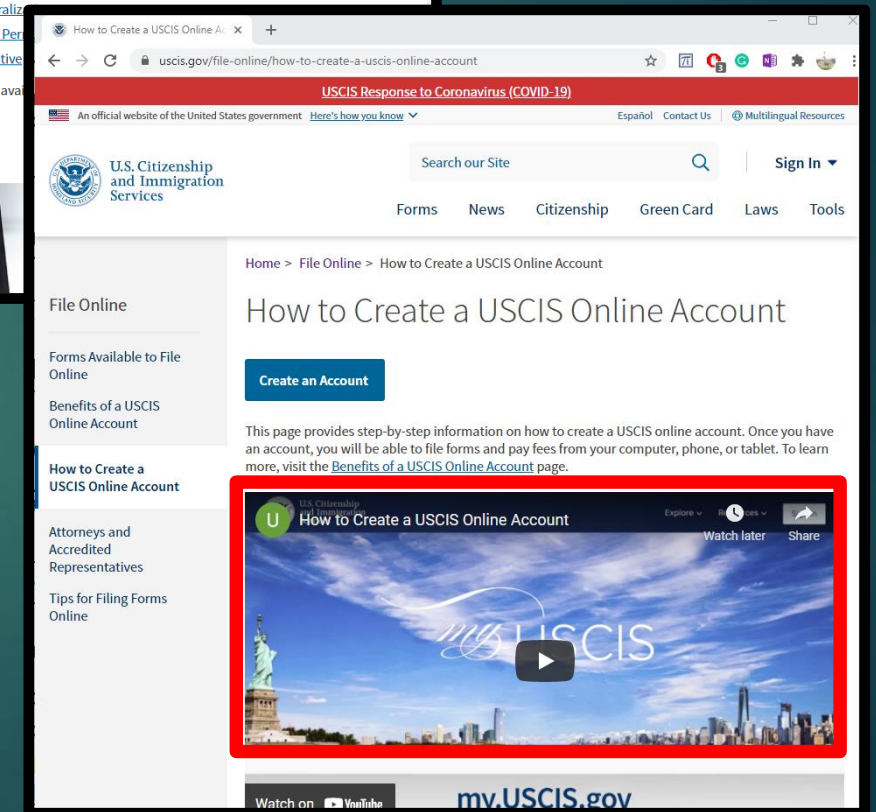 How to Create a USCIS Online Ac
uscis.gov/file-online/how-to-create-a-uscis-online-account
USCIS Response to Coronavirus (COVID-19)
An official website of the United States government Here's how you know
Español Contact Us Multilingual Resources
U.S. Citizenship
and Immigration
Services
Search our Site
Sign In
Forms News Citizenship Green Card Laws Tools
Home > File Online > How to Create a USCIS Online Account
File Online
Forms Available to File
Online
Benefits of a USCIS
Online Account
How to Create a
USCIS Online Account
Attorneys and
Accredited
Representatives
Tips for Filing Forms
Online
How to Create a USCIS Online Account
Create an Account
This page provides step-by-step information on how to create a USCIS online account. Once you have
an account, you will be able to file forms and pay fees from your computer, phone, or tablet. To learn
more, visit the Benefits of a USCIS Online Account page.
U.S. Citizenship
and Immigration
U How to Create a USCIS Online Account
Explore
Watch later Share
my USCIS
Watch on YouTube
my.USCIS.gov